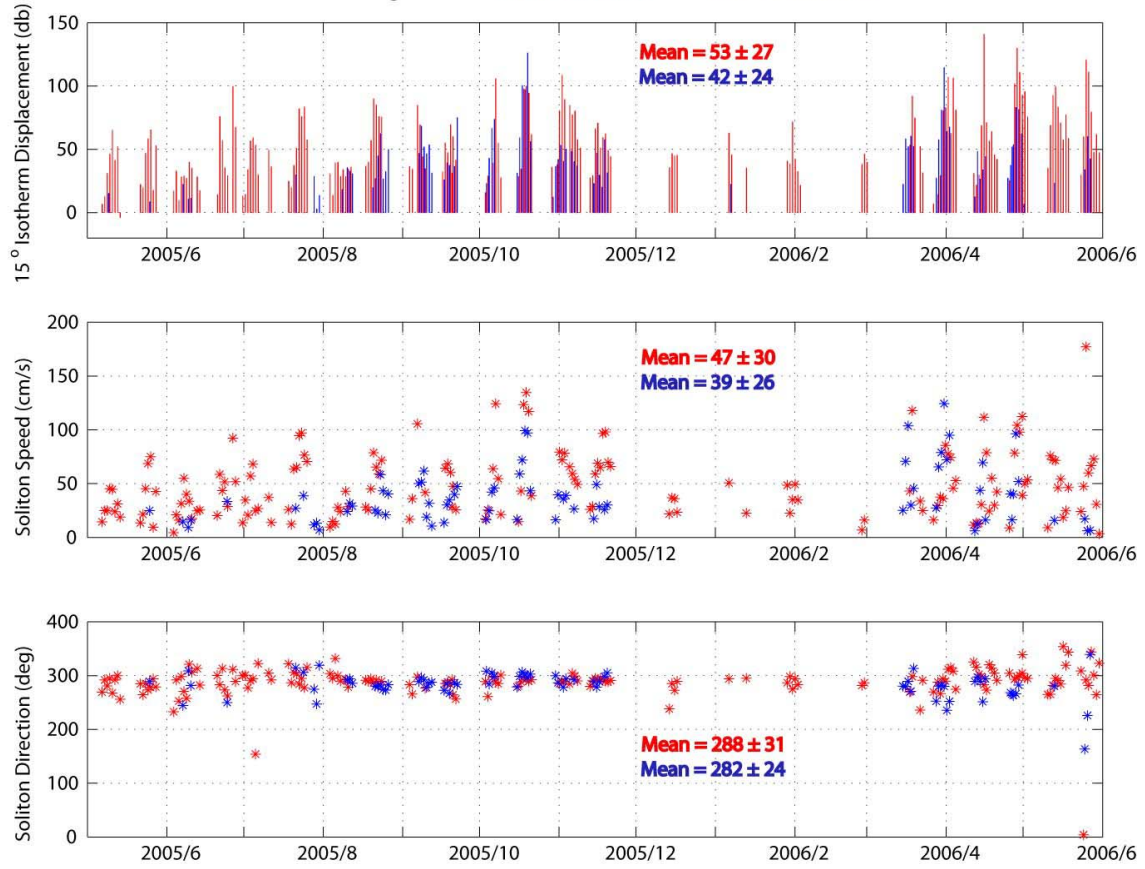 15 o Isotherm Displacement (db)
150
100
50
0
Mean = 53 ± 27
Mean = 42 ± 24
2005/6 2005/8 2005/10 2005/12 2006/2 2006/4 2006/6
Soliton Speed (cm/s)
200
150
100
50
0
Mean = 47 ± 30
Mean = 39 ± 26
2005/6 2005/8 2005/10 2005/12 2006/2 2006/4 2006/6
Soliton Direction (deg)
400
300
200
100
0
Mean = 288 ± 31
Mean = 282 ± 24
2005/6 2005/8 2005/10 2005/12 2006/2 2006/4 2006/6